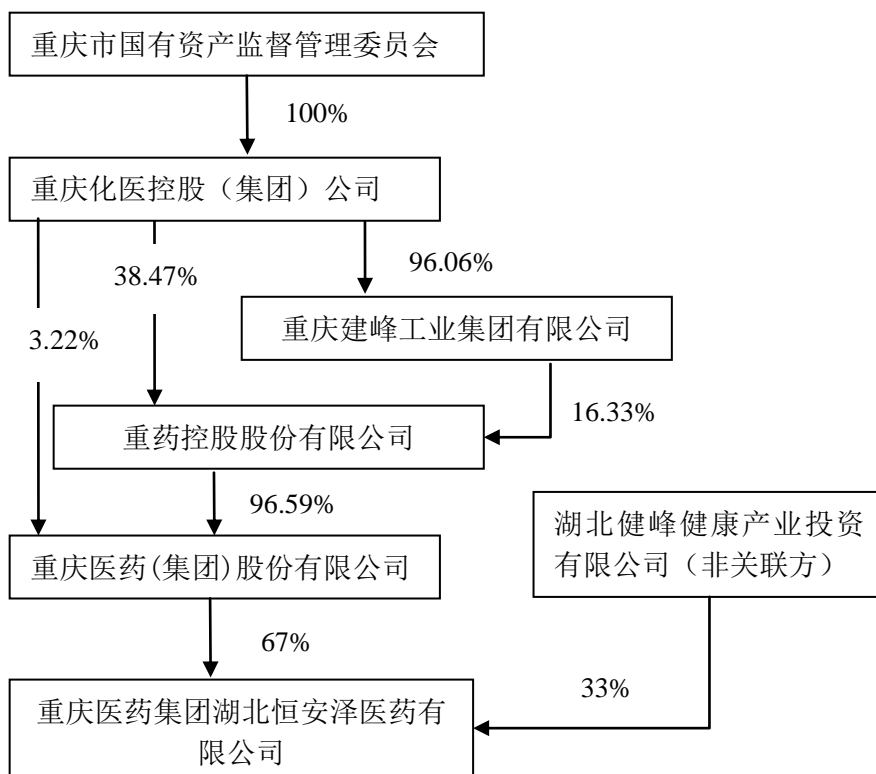 重庆市国有资产监督管理委员会
100%
重庆化医控股（集团）公司
38.47%
96.06%
3.22%
重庆建峰工业集团有限公司
16.33%
重药控股股份有限公司
96.59%
湖北健峰健康产业投资
有限公司（非关联方）
重庆医药(集团)股份有限公司
67%
33%
重庆医药集团湖北恒安泽医药有
限公司